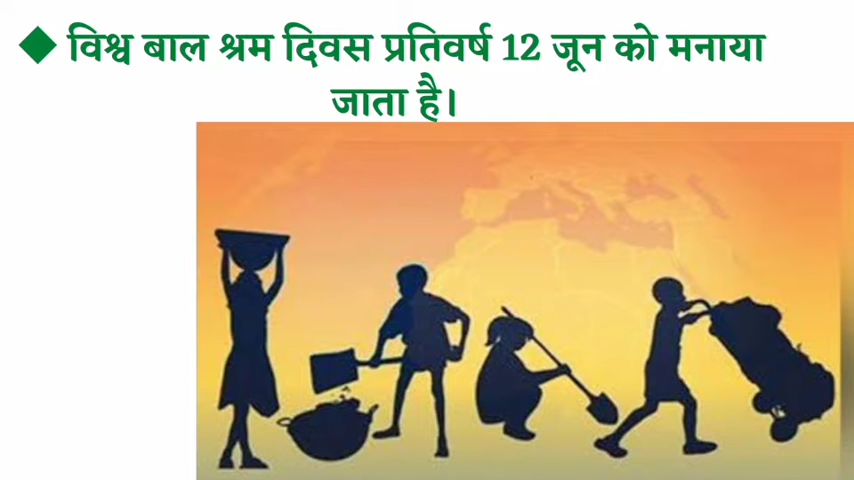 ◆ विश्व बाल श्रम दिवस प्रतिवर्ष 12 जून को मनाया
जाता है।